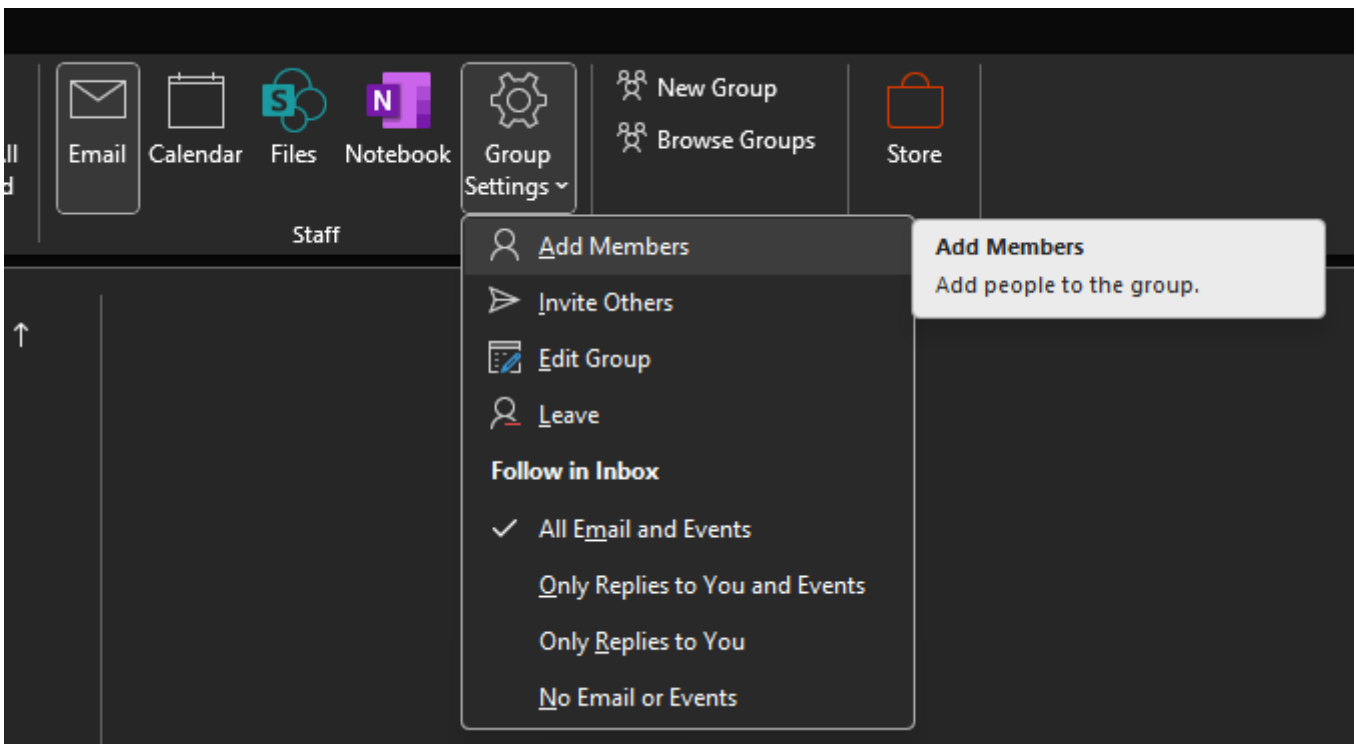 Email
Calendar
Files
Notebook
Group
Settings
New Group
Browse Groups
Store
Staff
Add Members
Invite Others
Edit Group
Leave
Follow in Inbox
All Email and Events
Only Replies to You and Events
Only Replies to You
No Email or Events
Add Members
Add people to the group.